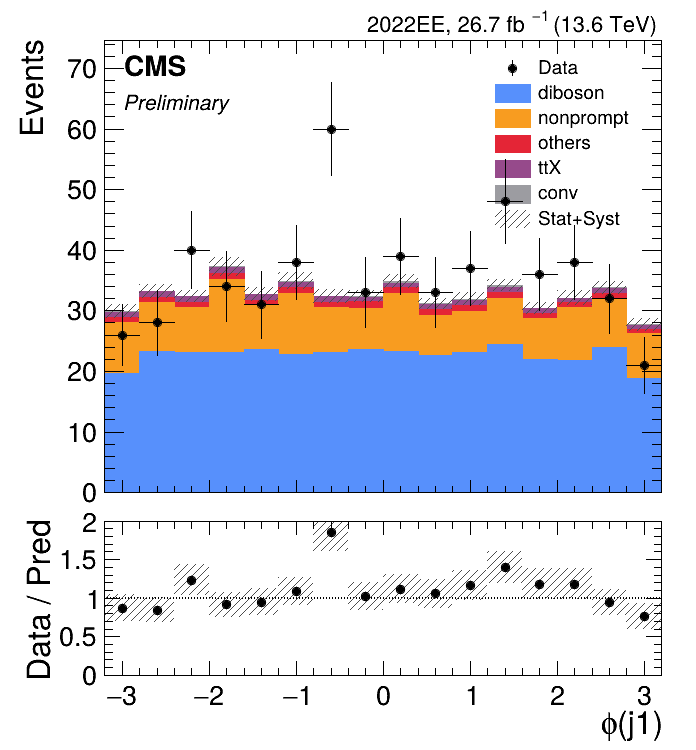 2022EE, 26.7 fb⁻¹ (13.6 TeV)
Events
CMS
Preliminary
Data
diboson
nonprompt
others
ttX
conv
Stat+Syst
70
60
50
40
30
20
10
0
Data / Pred
2
1.5
1
0.5
0
−3 −2 −1 0 1 2 3
ϕ(j1)